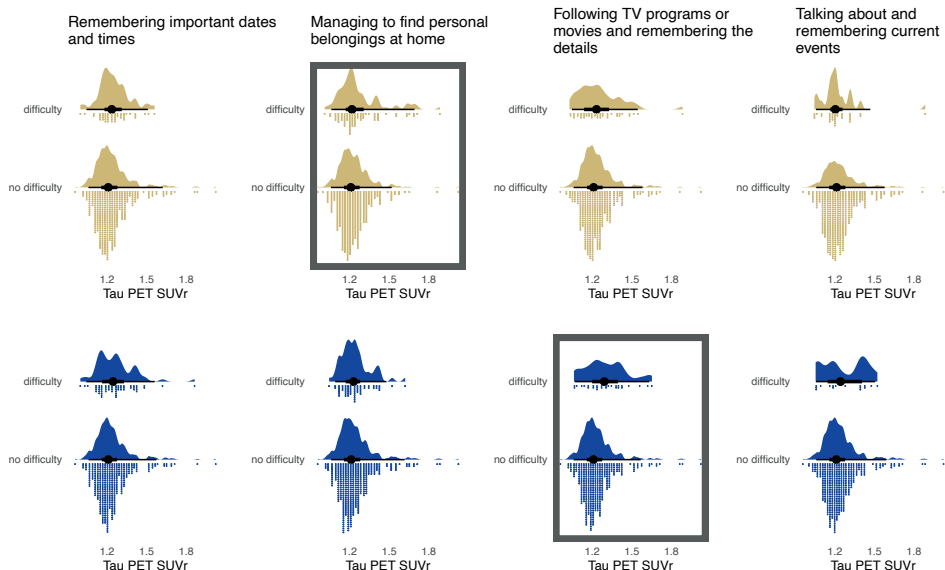 Remembering important dates
and times
Managing to find personal
belongings at home
Following TV programs or
movies and remembering the
details
Talking about and
remembering current
events
difficulty
difficulty
difficulty
difficulty
no difficulty
no difficulty
no difficulty
no difficulty
1.2 1.5 1.8
1.2 1.5 1.8
1.2 1.5 1.8
1.2 1.5 1.8
Tau PET SUVr
Tau PET SUVr
Tau PET SUVr
Tau PET SUVr
difficulty
difficulty
difficulty
difficulty
no difficulty
no difficulty
no difficulty
no difficulty
1.2 1.5 1.8
1.2 1.5 1.8
1.2 1.5 1.8
1.2 1.5 1.8
Tau PET SUVr
Tau PET SUVr
Tau PET SUVr
Tau PET SUVr